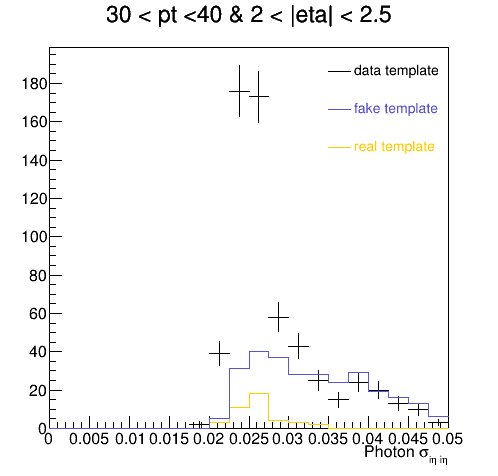 30 < pt <40 & 2 < |eta| < 2.5
data template
fake template
real template
180
160
140
120
100
80
60
40
20
0
0 0.005 0.01 0.015 0.02 0.025 0.03 0.035 0.04 0.045 0.05
Photon σiη iη